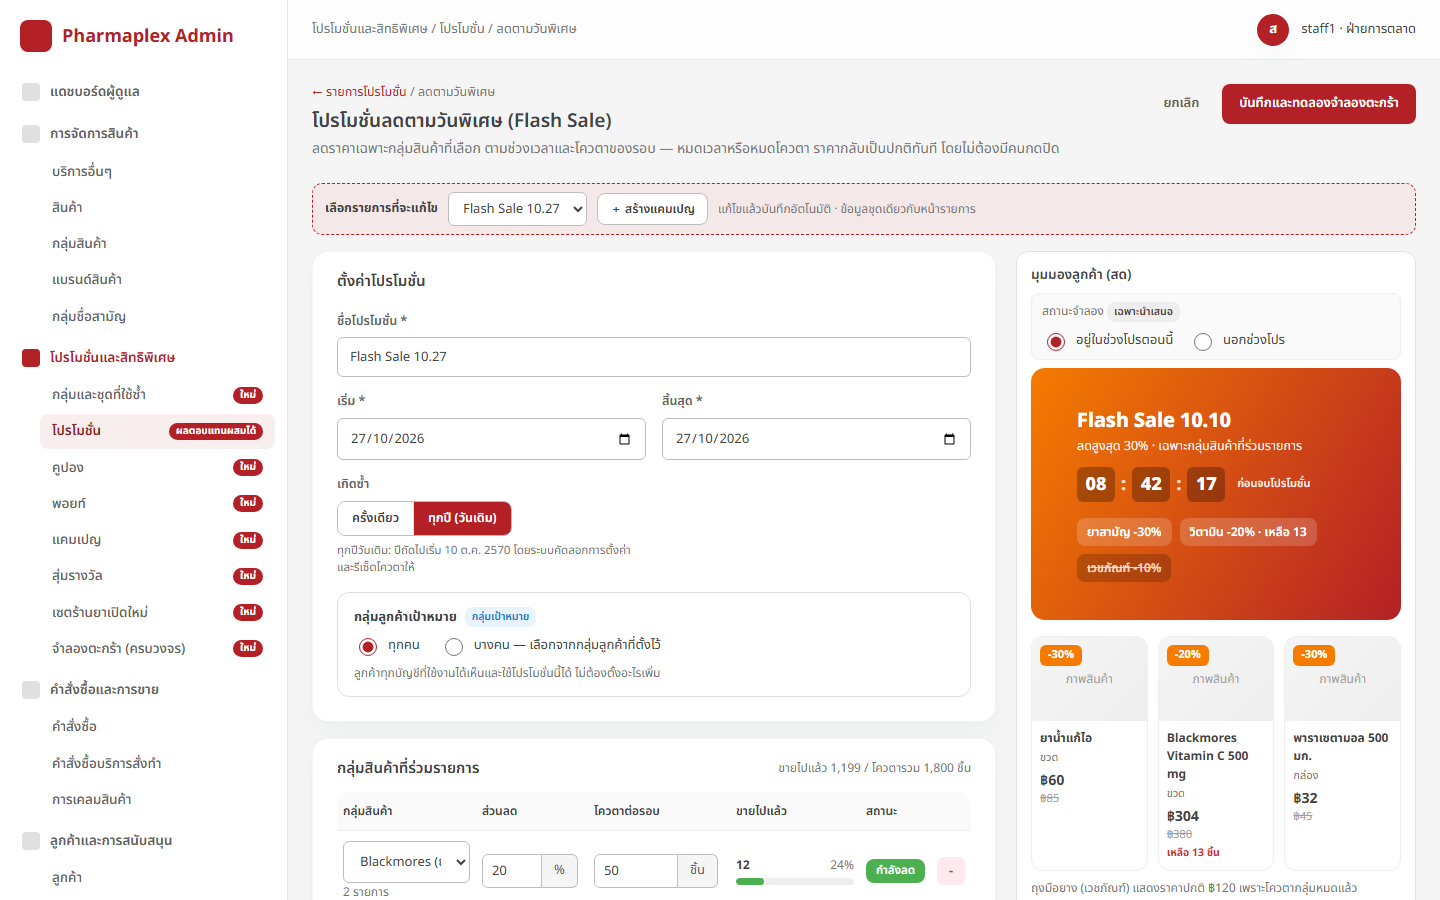 Pharmaplex Admin
แดชบอร์ดผู้ดูแล
การจัดการสินค้า
บริการอื่นๆ
สินค้า
กลุ่มสินค้า
แบรนด์สินค้า
กลุ่มชื่อสามัญ
โปรโมชั่นและสิทธิพิเศษ
กลุ่มและชุดที่ใช้ซ้ำ ใหม่
โปรโมชั่น ผลตอบแทนผสมได้
คูปอง ใหม่
พอยท์ ใหม่
แคมเปญ ใหม่
สุ่มรางวัล ใหม่
เซตร้านยาเปิดใหม่ ใหม่
จำลองตะกร้า (ครบวงจร) ใหม่
คำสั่งซื้อและการขาย
คำสั่งซื้อ
คำสั่งซื้อบริการสั่งทำ
การเคลมสินค้า
ลูกค้าและการสนับสนุน
ลูกค้า
โปรโมชั่นและสิทธิพิเศษ / โปรโมชั่น / ลดตามวันพิเศษ
ส staff1 · ฝ่ายการตลาด
← รายการโปรโมชั่น / ลดตามวันพิเศษ
โปรโมชั่นลดตามวันพิเศษ (Flash Sale)
ลดราคาเฉพาะกลุ่มสินค้าที่เลือก ตามช่วงเวลาและโควตาของรอบ — หมดเวลาหรือหมดโควตา ราคากลับเป็นปกติทันที โดยไม่ต้องมีคนกดปิด
ยกเลิก บันทึกและทดลองจำลองตะกร้า
เลือกรายการที่จะแก้ไข Flash Sale 10.27 + สร้างแคมเปญ แก้ไขแล้วบันทึกอัตโนมัติ · ข้อมูลชุดเดียวกับหน้ารายการ
ตั้งค่าโปรโมชั่น
ชื่อโปรโมชั่น *
Flash Sale 10.27
เริ่ม * สิ้นสุด *
27/10/2026 27/10/2026
เกิดซ้ำ
ครั้งเดียว ทุกปี (วันเดิม)
ทุกปีวันเดิม: ปีถัดไปเริ่ม 10 ต.ค. 2570 โดยระบบคัดลอกการตั้งค่า
และรีเซ็ตโควตาให้
กลุ่มลูกค้าเป้าหมาย กลุ่มเป้าหมาย
ทุกคน บางคน — เลือกจากกลุ่มลูกค้าที่ตั้งไว้
ลูกค้าทุกบัญชีที่ใช้งานได้เห็นและใช้โปรโมชั่นนี้ได้ ไม่ต้องตั้งอะไรเพิ่ม
กลุ่มสินค้าที่ร่วมรายการ ขายไปแล้ว 1,199 / โควตารวม 1,800 ชิ้น
กลุ่มสินค้า ส่วนลด โควตาต่อรอบ ขายไปแล้ว สถานะ
Blackmores 20 % 50 ชิ้น 12 24% กำลังลด -
2 รายการ
มุมมองลูกค้า (สด)
สถานะจำลอง เฉพาะนำเสนอ
อยู่ในช่วงโปรตอนนี้ นอกช่วงโปร
Flash Sale 10.10
ลดสูงสุด 30% · เฉพาะกลุ่มสินค้าที่ร่วมรายการ
08 : 42 : 17 ก่อนจบโปรโมชั่น
ยาสามัญ -30% วิตามิน -20% · เหลือ 13
เวชภัณฑ์ -10%
-30%
ภาพสินค้า
ยาน้ำแก้ไอ
ขวด
฿60
฿85
-20%
ภาพสินค้า
Blackmores
Vitamin C 500
mg
ขวด
฿304
฿380
เหลือ 13 ชิ้น
-30%
ภาพสินค้า
พาราเซตามอล 500
มก.
กล่อง
฿32
฿45
ถุงมือยาง (เวชภัณฑ์) แสดงราคาปกติ ฿120 เพราะโควตากลุ่มหมดแล้ว